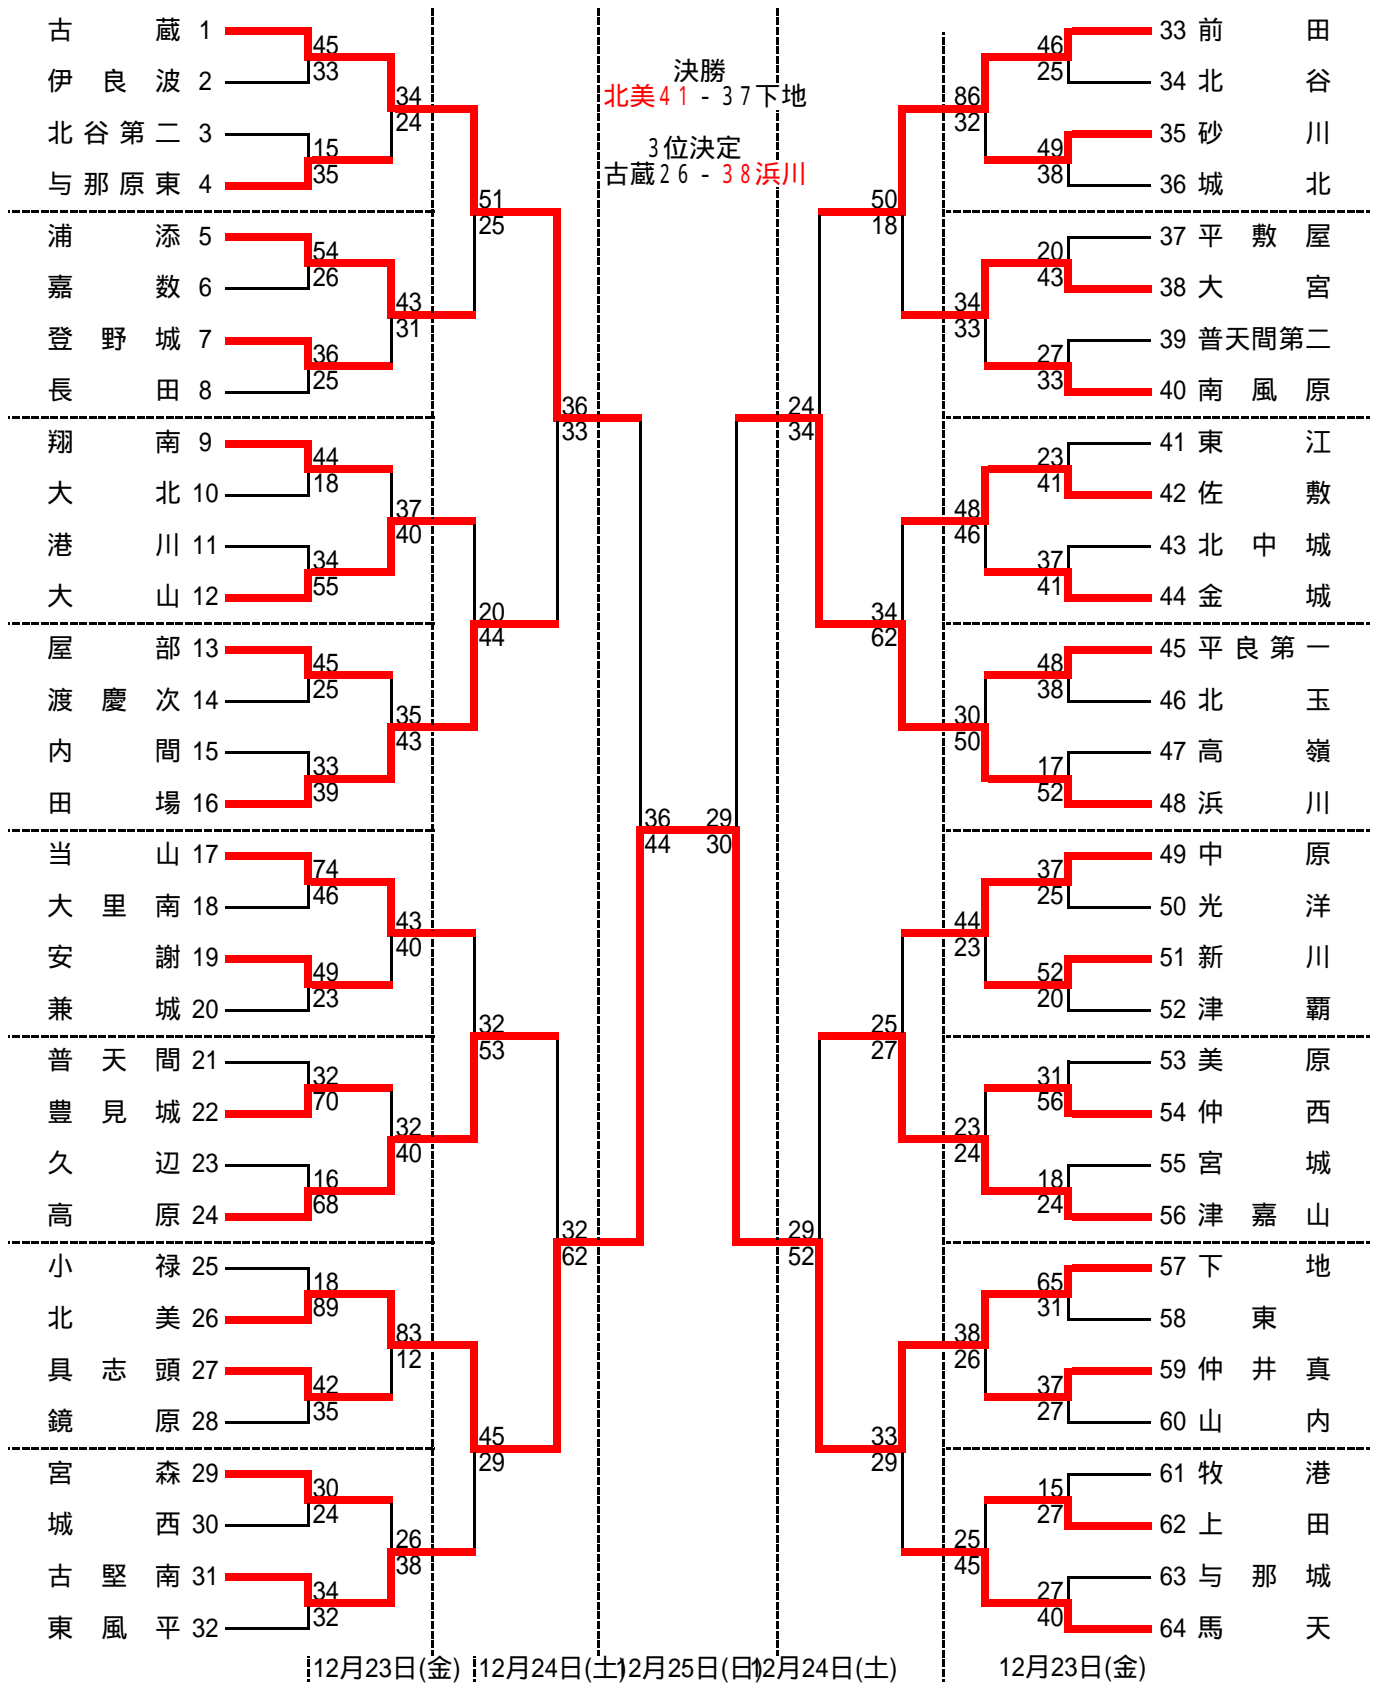 古蔵 1
45
33
伊良波 2
34
24
北谷第二 3
15
35
与那原東 4
51
25
浦添 5
54
26
嘉数 6
43
31
登野城 7
36
25
長田 8
36
33
翔南 9
44
18
大北 10
37
40
港川 11
34
55
大山 12
20
44
屋部 13
45
25
渡慶次 14
35
43
内間 15
33
39
田場 16
36
44
当山 17
74
46
大里南 18
43
40
安謝 19
49
23
兼城 20
32
53
普天間 21
32
70
豊見城 22
32
40
久辺 23
16
68
高原 24
32
62
小禄 25
18
89
北美 26
83
12
具志頭 27
42
35
鏡原 28
45
29
宮森 29
30
24
城西 30
26
38
古堅南 31
34
32
東風平 32
決勝
北美41 - 37下地
3位決定
古蔵26 - 38浜川
33 前田
46
25
34 北谷
86
32
35 砂川
49
38
36 城北
50
18
37 平敷屋
20
43
38 大宮
34
33
39 普天間第二
27
33
40 南風原
24
34
41 東江
23
41
42 佐敷
48
46
43 北中城
37
41
44 金城
34
62
45 平良第一
48
38
46 北玉
30
50
47 高嶺
17
52
48 浜川
29
30
49 中原
37
25
50 光洋
44
23
51 新川
52
20
52 津覇
25
27
53 美原
31
56
54 仲西
23
24
55 宮城
18
24
56 津嘉山
29
52
57 下地
65
31
58 東
38
26
59 仲井真
37
27
60 山内
33
29
61 牧港
15
27
62 上田
25
45
63 与那城
27
40
64 馬天
12月23日(金)
12月24日(土)
12月25日(日)
12月24日(土)
12月23日(金)